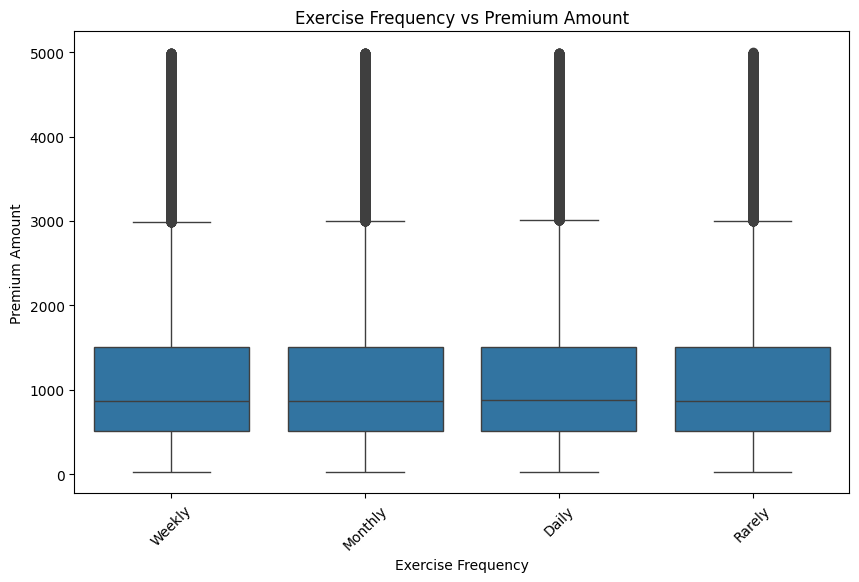 Exercise Frequency vs Premium Amount
5000
4000
3000
2000
1000
0
Premium Amount
Weekly
Monthly
Daily
Rarely
Exercise Frequency